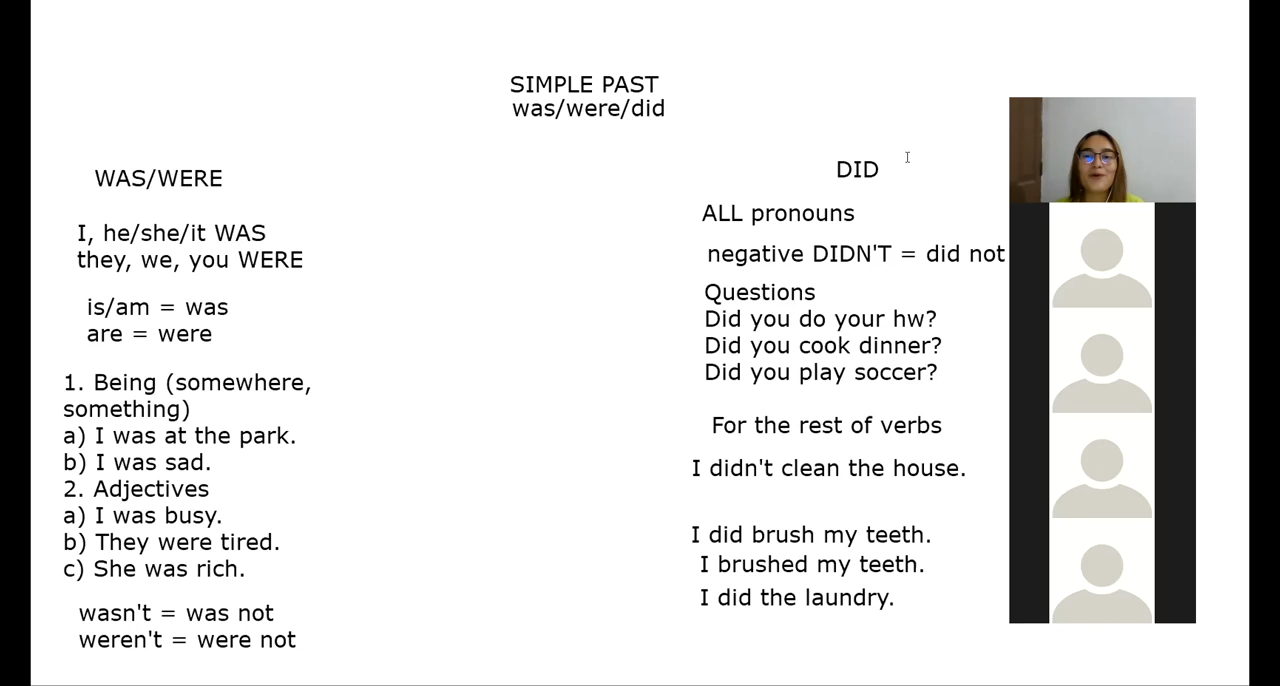 SIMPLE PAST
was/were/did
WAS/WERE
I, he/she/it WAS
they, we, you WERE
is/am = was
are = were
1. Being (somewhere,
something)
a) I was at the park.
b) I was sad.
2. Adjectives
a) I was busy.
b) They were tired.
c) She was rich.
wasn't = was not
weren't = were not
DID
ALL pronouns
negative DIDN'T = did not
Questions
Did you do your hw?
Did you cook dinner?
Did you play soccer?
For the rest of verbs
I didn't clean the house.
I did brush my teeth.
I brushed my teeth.
I did the laundry.